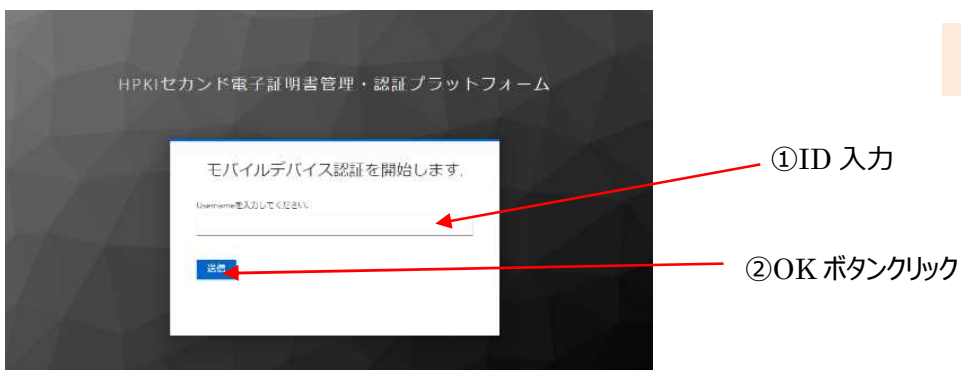 HPKIセカンド電子証明書管理・認証プラットフォーム
モバイルデバイス認証を開始します.
Usernameを入力してください.
送信
①ID 入力
②OK ボタンクリック